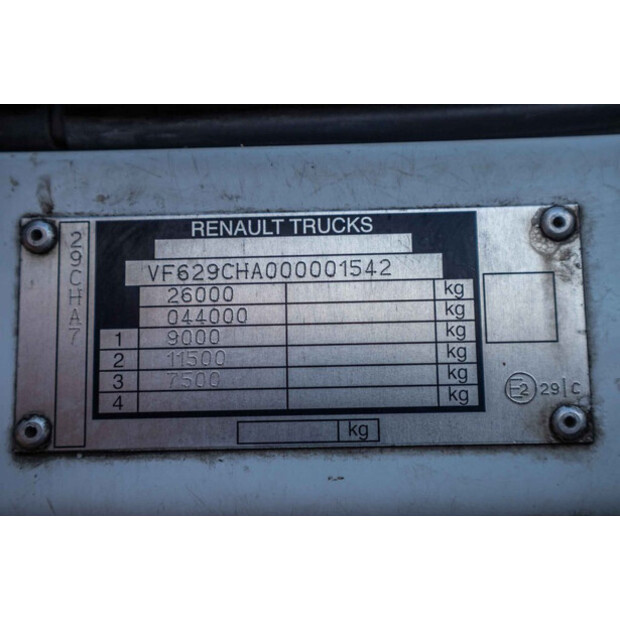 RENAULT TRUCKS
VF629CHA000001542
26000 kg
044000 kg
1 9000 kg
2 11500 kg
3 7500 kg
4 kg
kg
29CHA7
E2 29 | C